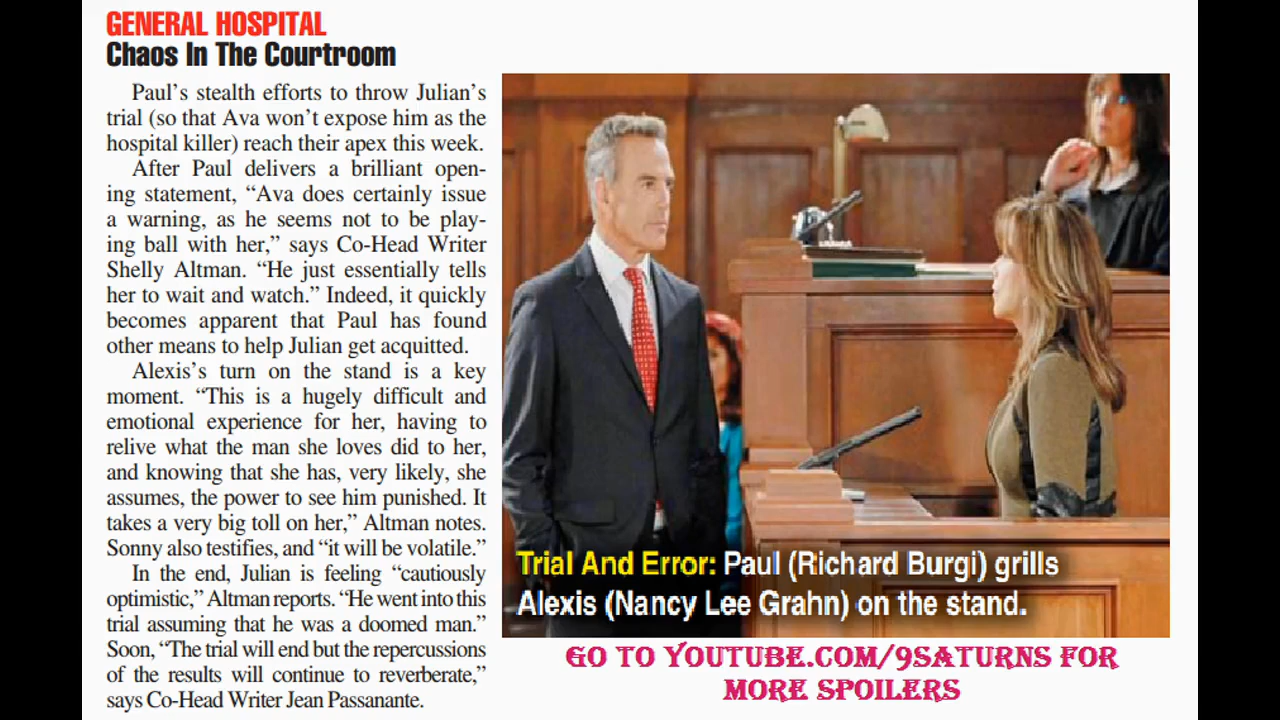 GENERAL HOSPITAL
Chaos In The Courtroom
Paul's stealth efforts to throw Julian's
trial (so that Ava won't expose him as the
hospital killer) reach their apex this week.
After Paul delivers a brilliant open-
ing statement, “Ava does certainly issue
a warning, as he seems not to be play-
ing ball with her,” says Co-Head Writer
Shelly Altman. “He just essentially tells
her to wait and watch.” Indeed, it quickly
becomes apparent that Paul has found
other means to help Julian get acquitted.
Alexis’s turn on the stand is a key
moment. “This is a hugely difficult and
emotional experience for her, having to
relive what the man she loves did to her,
and knowing that she has, very likely, she
assumes, the power to see him punished. It
takes a very big toll on her,” Altman notes.
Sonny also testifies, and “it will be volatile.”
In the end, Julian is feeling “cautiously
optimistic,” Altman reports. “He went into this
trial assuming that he was a doomed man.”
Soon, “The trial will end but the repercussions
of the results will continue to reverberate,”
says Co-Head Writer Jean Passanante.
Trial And Error: Paul (Richard Burgi) grills
Alexis (Nancy Lee Grahn) on the stand.
GO TO YOUTUBE.COM/9SATURNS FOR
MORE SPOILERS